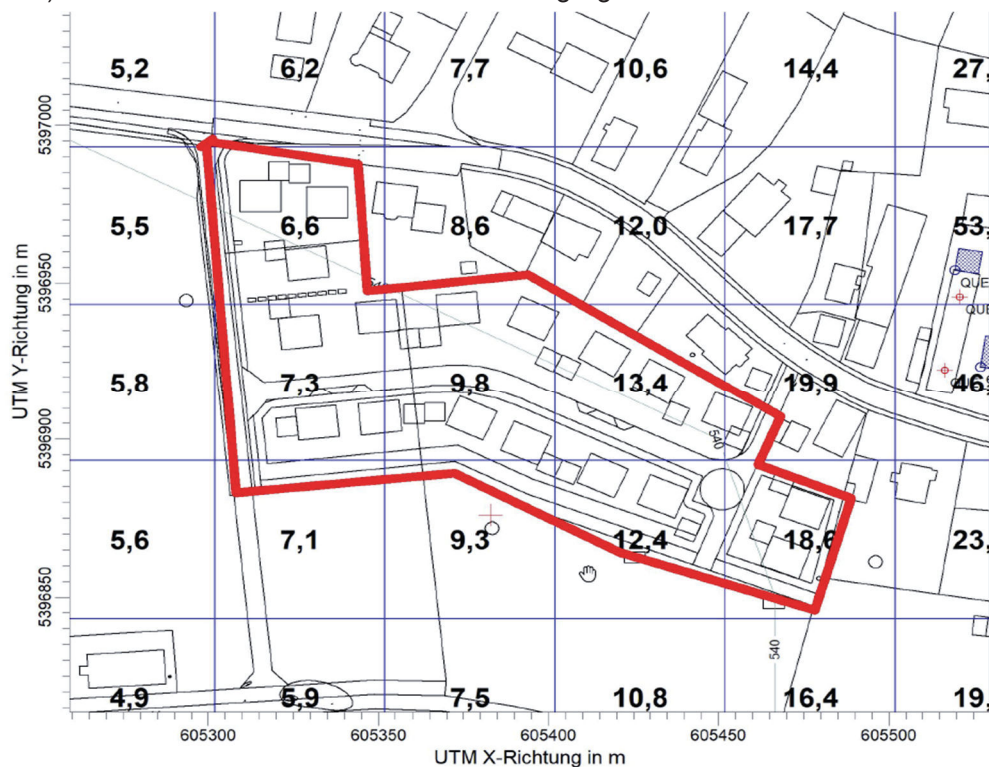 5,2 6,2 7,7 10,6 14,4 27,
5397000
5,5 6,6 8,6 12,0 17,7 53,
5396950
QUE
QUE
5,8 7,3 9,8 13,4 19,9 46,
5396900
540
5,6 7,1 9,3 12,4 18,6 23,
5396850
540
4,9 5,9 7,5 10,8 16,4 19,
UTM Y-Richtung in m
605300 605350 605400 605450 605500
UTM X-Richtung in m